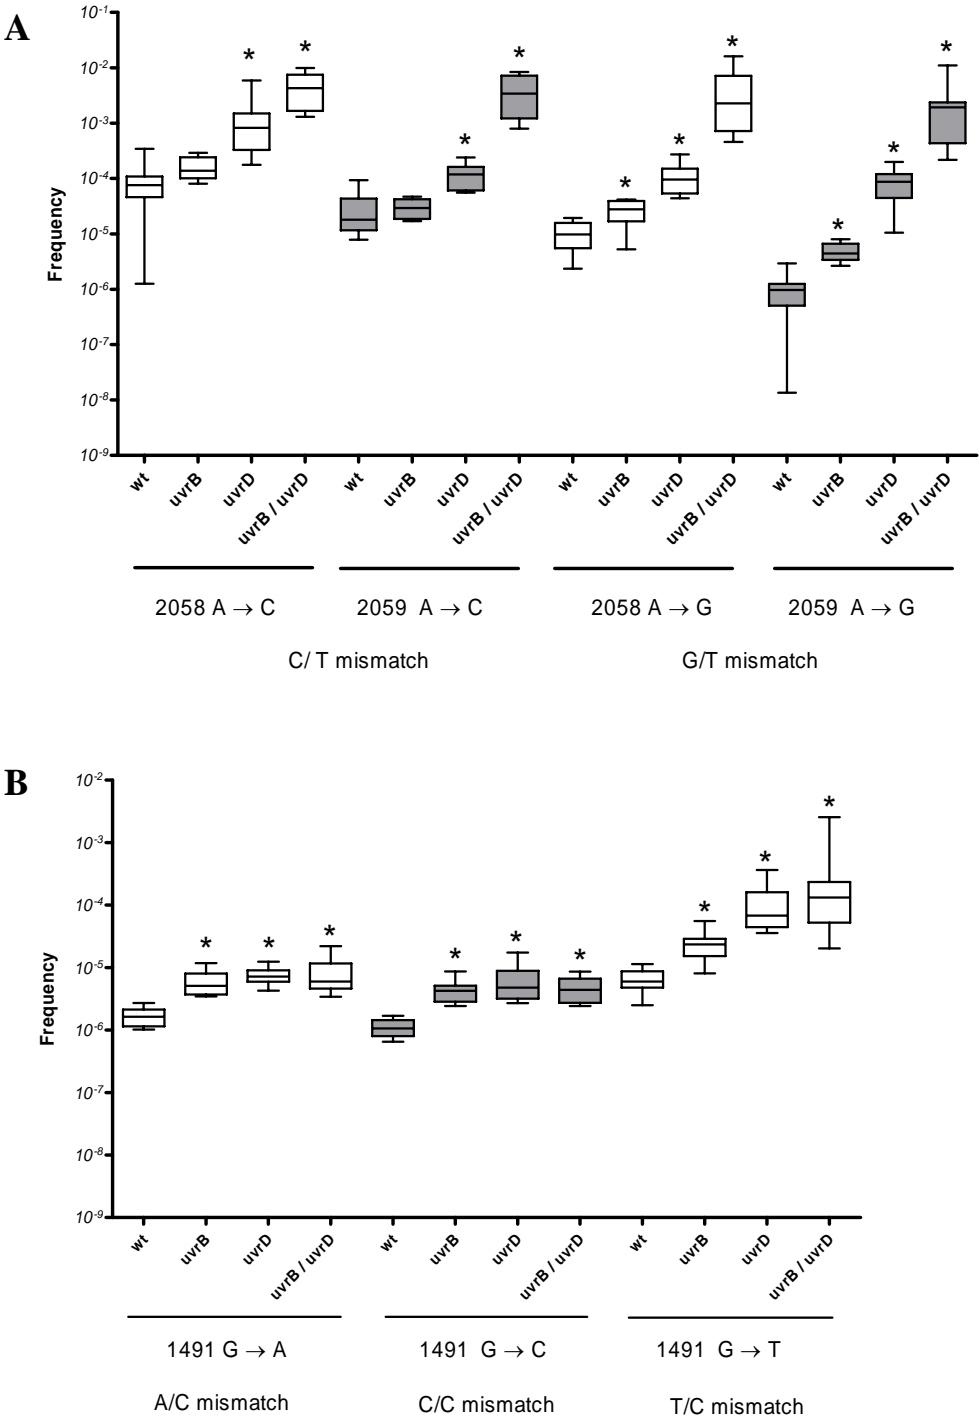 A
10-1
10-2
10-3
10-4
10-5
10-6
10-7
10-8
10-9
Frequency
* * * * * * * * * *
wt uvrB uvrD uvrB / uvrD wt uvrB uvrD uvrB / uvrD wt uvrB uvrD uvrB / uvrD wt uvrB uvrD uvrB / uvrD
2058 A → C 2059 A → C 2058 A → G 2059 A → G
C/ T mismatch G/T mismatch
B
10-2
10-3
10-4
10-5
10-6
10-7
10-8
10-9
Frequency
* * * * * * * * *
wt uvrB uvrD uvrB / uvrD wt uvrB uvrD uvrB / uvrD wt uvrB uvrD uvrB / uvrD
1491 G → A 1491 G → C 1491 G → T
A/C mismatch C/C mismatch T/C mismatch